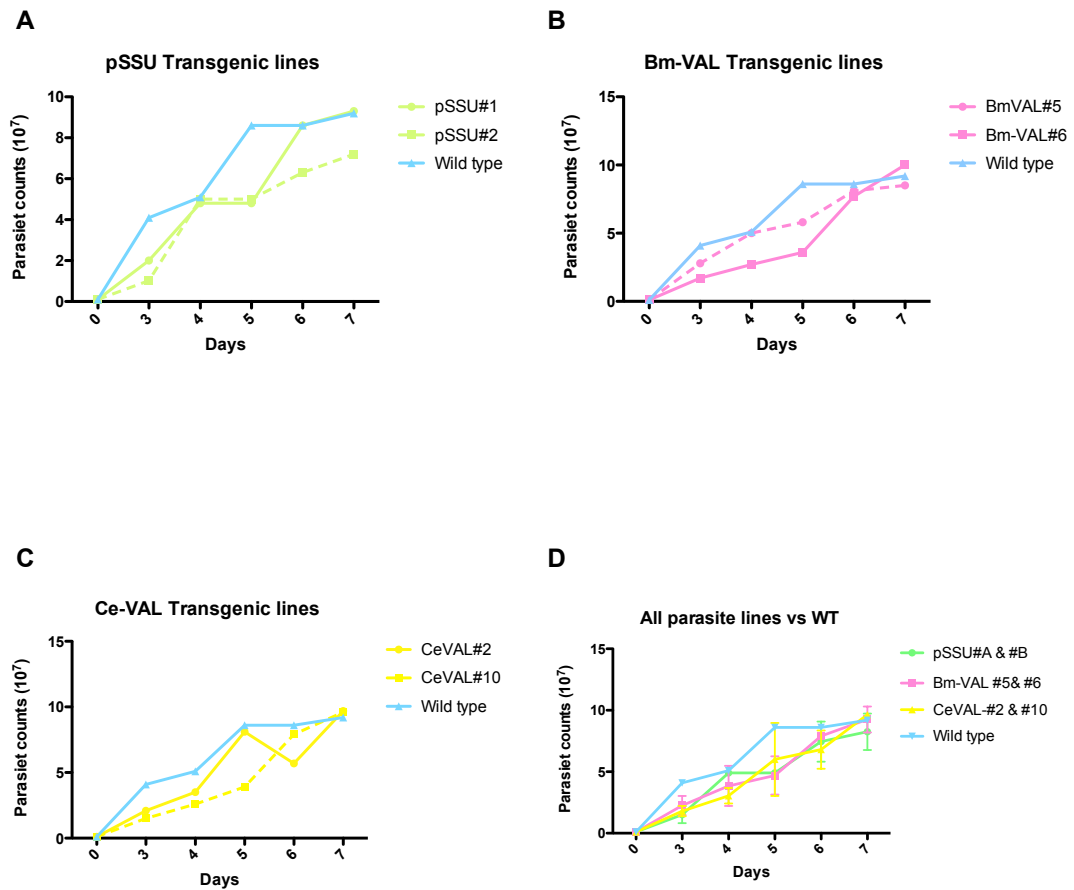 A
pSSU Transgenic lines
Parasiet counts (10⁷)
10
8
6
4
2
0
0
3
4
5
6
7
Days
pSSU#1
pSSU#2
Wild type
B
Bm-VAL Transgenic lines
Parasiet counts (10⁷)
15
10
5
0
0
3
4
5
6
7
Days
BmVAL#5
Bm-VAL#6
Wild type
C
Ce-VAL Transgenic lines
Parasiet counts (10⁷)
15
10
5
0
0
3
4
5
6
7
Days
CeVAL#2
CeVAL#10
Wild type
D
All parasite lines vs WT
Parasiet counts (10⁷)
15
10
5
0
0
3
4
5
6
7
Days
pSSU#A & #B
Bm-VAL #5& #6
CeVAL-#2 & #10
Wild type